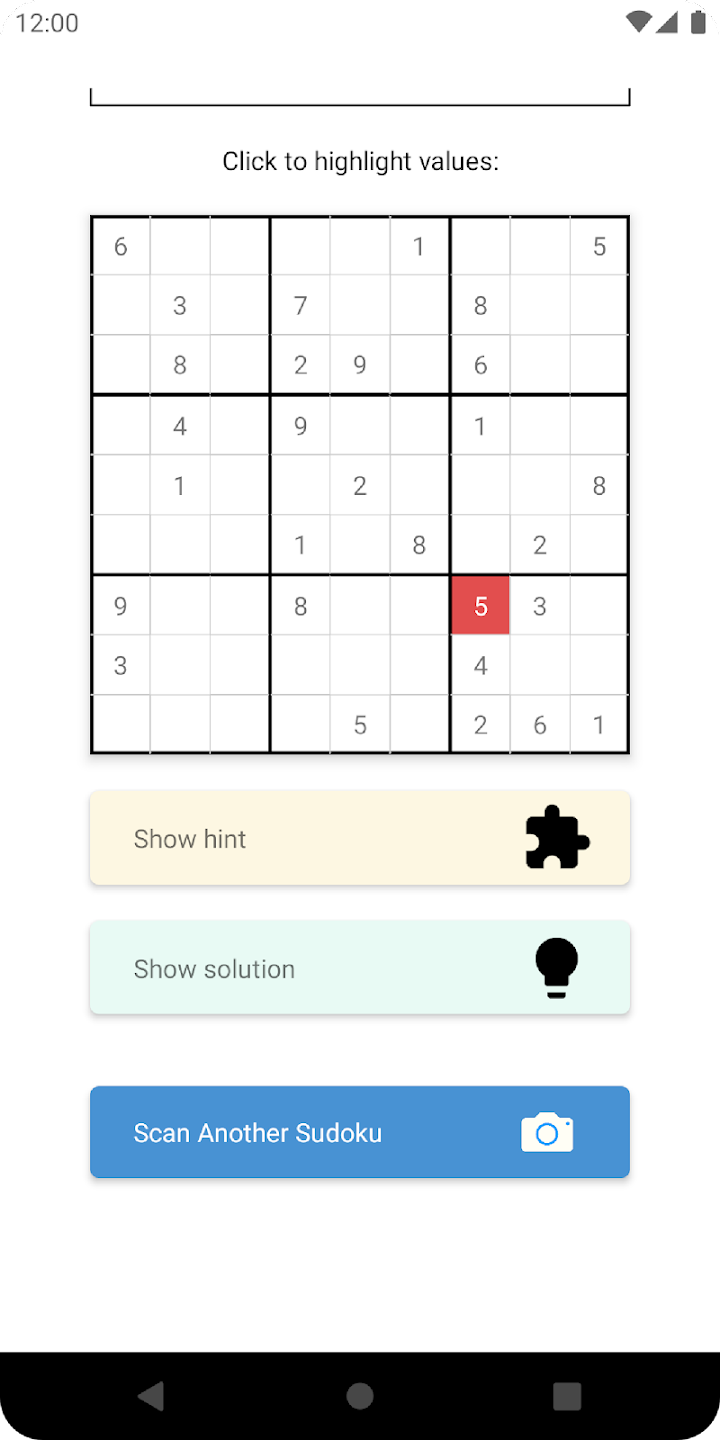 12:00
Click to highlight values:
6 1 5
3 7 8
8 2 9 6
4 9 1
1 2 8
1 8 2
9 8 5 3
3 4
5 2 6 1
Show hint
Show solution
Scan Another Sudoku